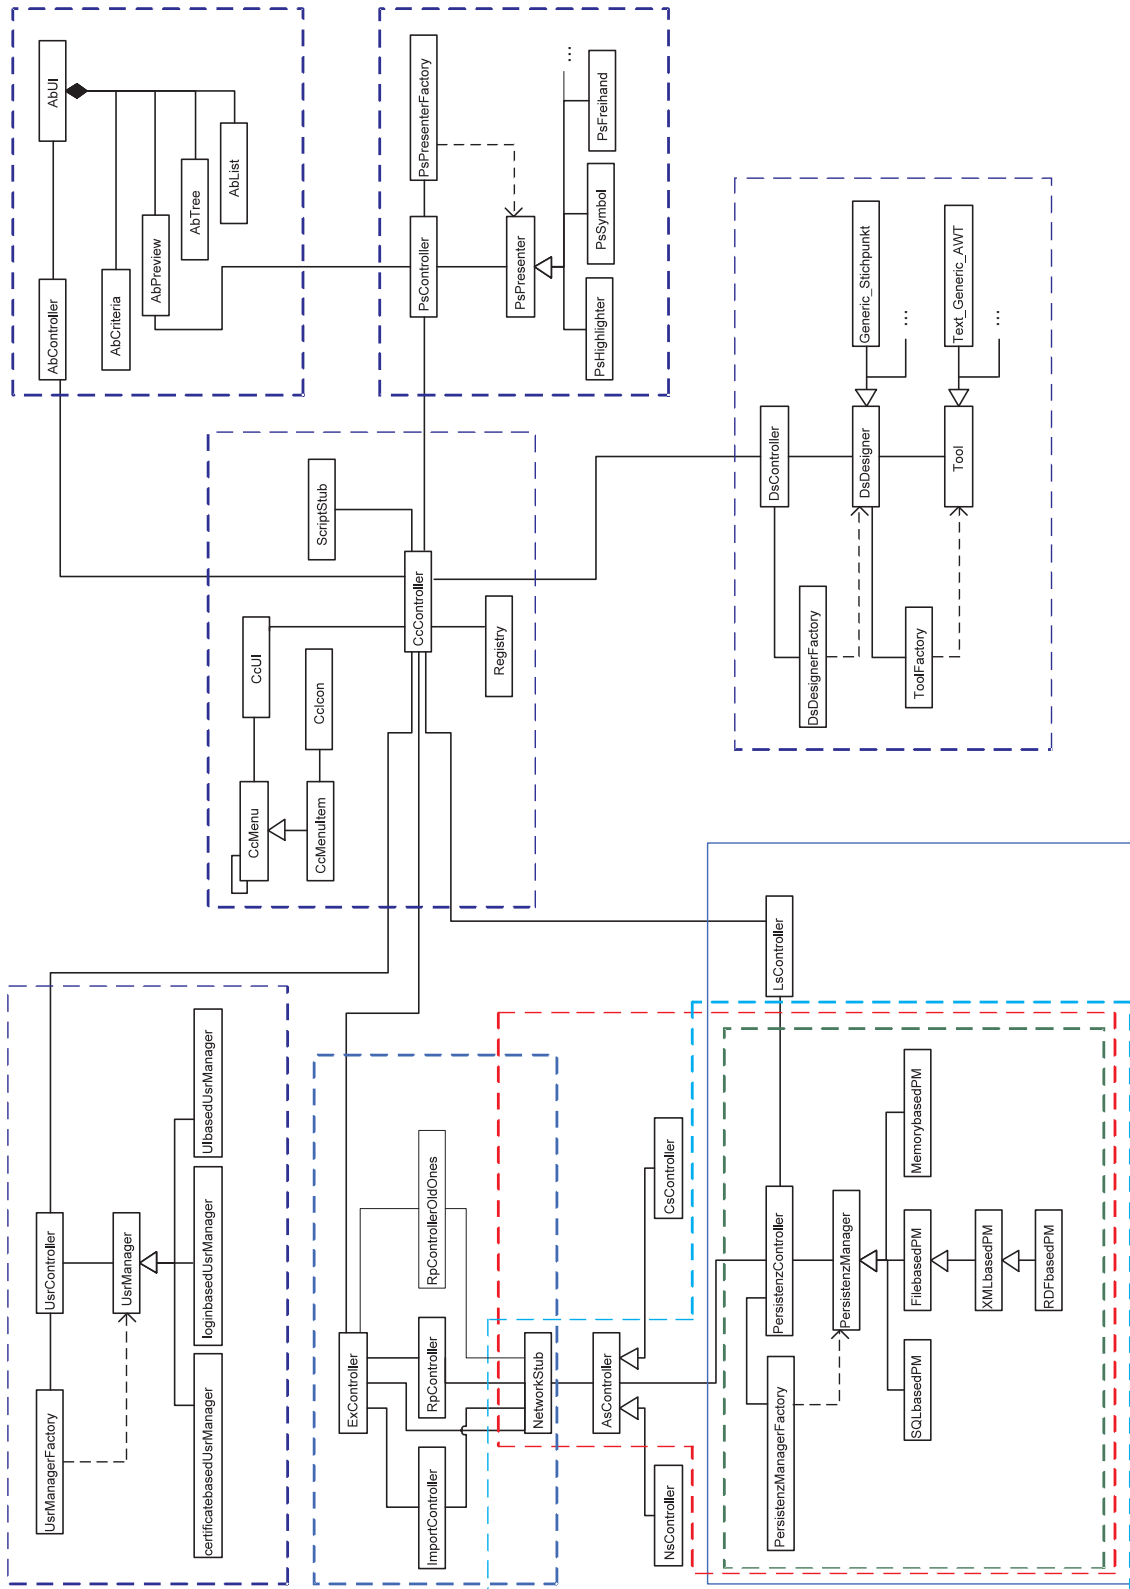 UsrManagerFactory
UsrController
UsrManager
certificatebasedUsrManager
loginbasedUsrManager
UIbasedUsrManager
AbController
AbUI
AbCriteria
AbPreview
AbTree
AbList
CcMenu
CcUI
CcMenuItem
CcIcon
ScriptStub
CcController
Registry
ExController
ImportController
RpController
RpControllerOldOnes
NetworkStub
AsController
NsController
CsController
PsController
PsPresenterFactory
PsPresenter
PsHighlighter
PsSymbol
PsFreihand
...
LsController
PersistenzManagerFactory
PersistenzController
PersistenzManager
SQLbasedPM
FilebasedPM
MemorybasedPM
XMLbasedPM
RDFbasedPM
DsController
DsDesignerFactory
DsDesigner
Generic_Stichpunkt
...
ToolFactory
Tool
Text_Generic_AWT
...